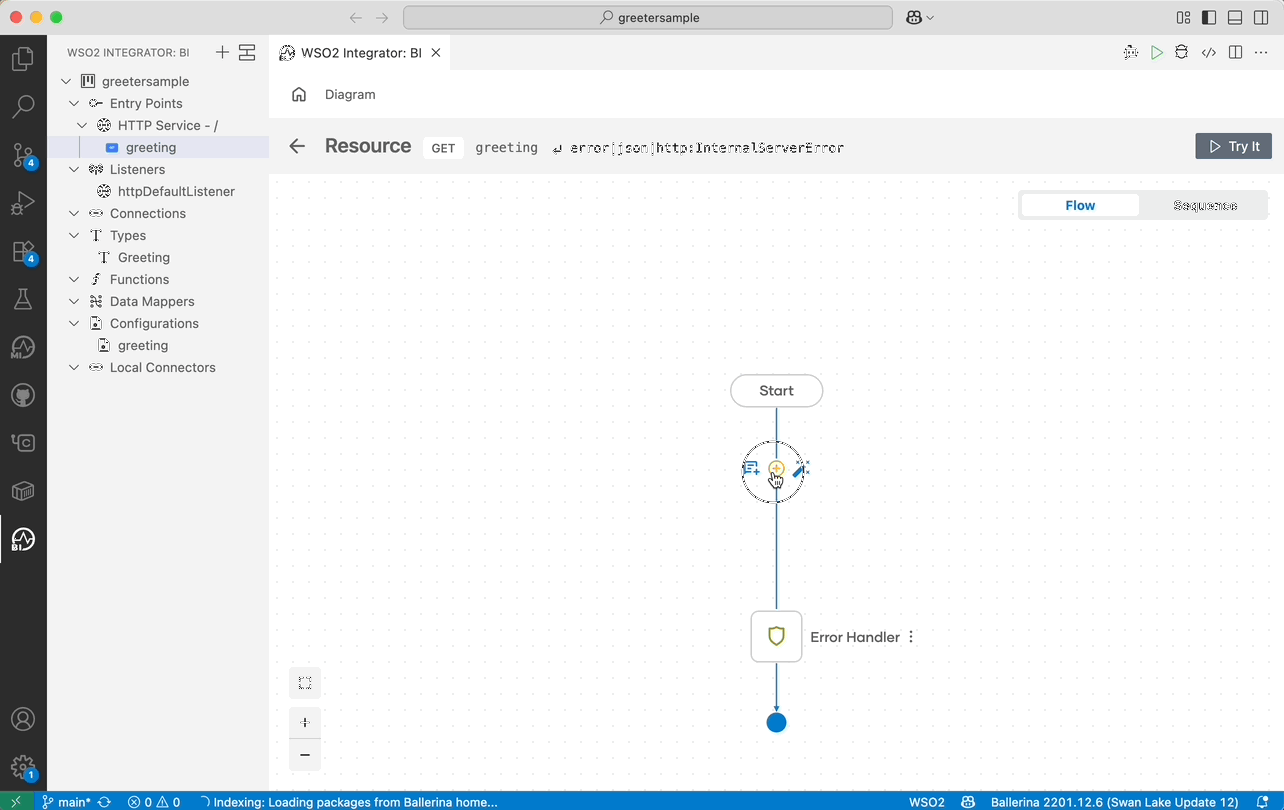 greetersample
WSO2 INTEGRATOR: BI
WSO2 Integrator: BI
greetersample
Entry Points
HTTP Service - /
greeting
Listeners
httpDefaultListener
Connections
Types
Greeting
Functions
Data Mappers
Configurations
greeting
Local Connectors
Diagram
Resource GET greeting error|json|http:InternalServerError
Try It
Flow Sequence
Start
Error Handler
4
4
MI
BI
1
main* 0 0 Indexing: Loading packages from Ballerina home... WSO2 Ballerina 2201.12.6 (Swan Lake Update 12)